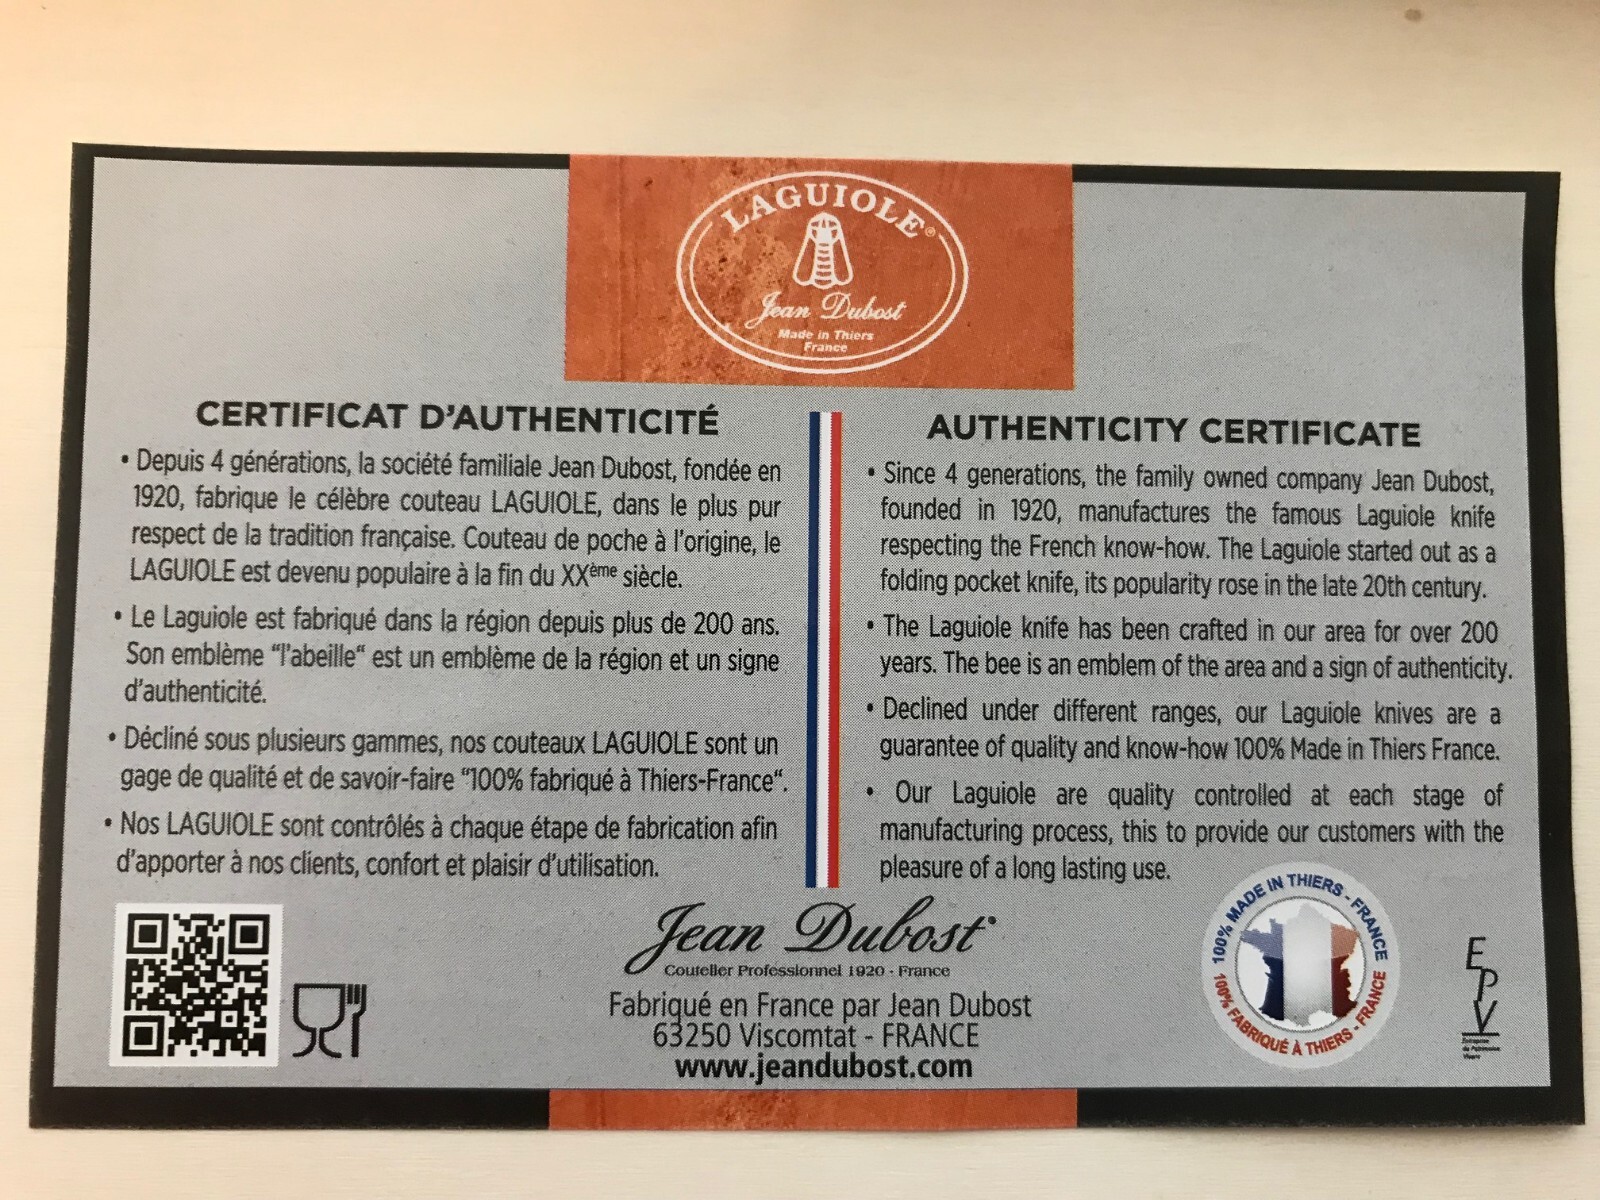 LAGUIOLE®
Jean Dubost
Made in Thiers
France
CERTIFICAT D'AUTHENTICITÉ
• Depuis 4 générations, la société familiale Jean Dubost, fondée en
1920, fabrique le célèbre couteau LAGUIOLE, dans le plus pur
respect de la tradition française. Couteau de poche à l'origine, le
LAGUIOLE est devenu populaire à la fin du XXème siècle.
• Le Laguiole est fabriqué dans la région depuis plus de 200 ans.
Son emblème "l'abeille" est un emblème de la région et un signe
d'authenticité.
• Décliné sous plusieurs gammes, nos couteaux LAGUIOLE sont un
gage de qualité et de savoir-faire "100% fabriqué à Thiers-France".
• Nos LAGUIOLE sont contrôlés à chaque étape de fabrication afin
d'apporter à nos clients, confort et plaisir d'utilisation.
AUTHENTICITY CERTIFICATE
• Since 4 generations, the family owned company Jean Dubost,
founded in 1920, manufactures the famous Laguiole knife
respecting the French know-how. The Laguiole started out as a
folding pocket knife, its popularity rose in the late 20th century.
• The Laguiole knife has been crafted in our area for over 200
years. The bee is an emblem of the area and a sign of authenticity.
• Declined under different ranges, our Laguiole knives are a
guarantee of quality and know-how 100% Made in Thiers France.
• Our Laguiole are quality controlled at each stage of
manufacturing process, this to provide our customers with the
pleasure of a long lasting use.
Jean Dubost
Coutelier Professionnel 1920 - France
Fabriqué en France par Jean Dubost
63250 Viscomtat - FRANCE
www.jeandubost.com
100% MADE IN THIERS - FRANCE
100% FABRIQUÉ À THIERS - FRANCE
EPV
Entreprise
du Patrimoine
Vivant